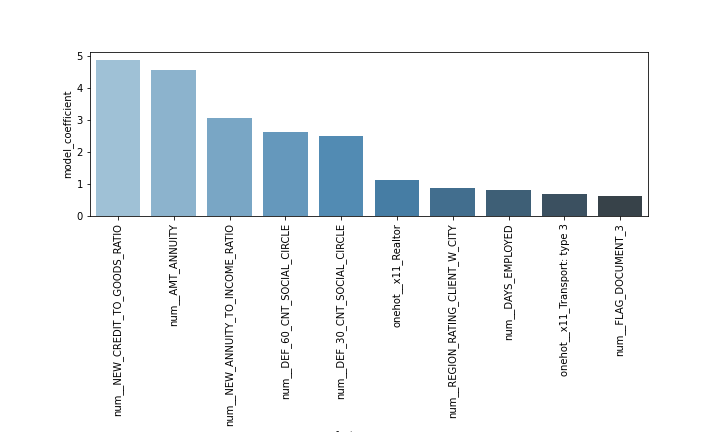 model_coefficient
5
4
3
2
1
0
num__NEW_CREDIT_TO_GOODS_RATIO
num__AMT_ANNUITY
num__NEW_ANNUITY_TO_INCOME_RATIO
num__DEF_60_CNT_SOCIAL_CIRCLE
num__DEF_30_CNT_SOCIAL_CIRCLE
onehot__x11_Realtor
num__REGION_RATING_CLIENT_W_CITY
num__DAYS_EMPLOYED
onehot__x11_Transport: type 3
num__FLAG_DOCUMENT_3